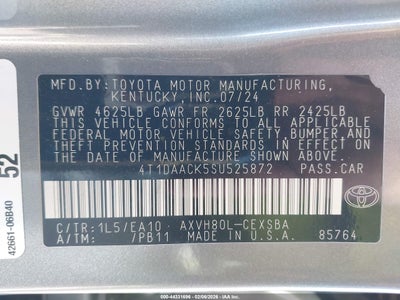 MFD.BY:TOYOTA MOTOR MANUFACTURING,
KENTUCKY,INC.07/24
GVWR 4625LB GAWR FR 2625LB RR 2425LB
THIS VEHICLE CONFORMS TO ALL APPLICABLE
FEDERAL MOTOR VEHICLE SAFETY,BUMPER,AND
THEFT PREVENTION STANDARDS IN EFFECT ON
THE DATE OF MANUFACTURE SHOWN ABOVE.
4T1DAACK5SU525872 PASS.CAR
C/TR:1L5/EA10 AXVH80L-CEXSBA
A/TM: -/PB11 MADE IN U.S.A. 85764
TOYOTA
52
42661-06B40
000-44331696 - 02/06/2026 - IAA Holdings, LLC